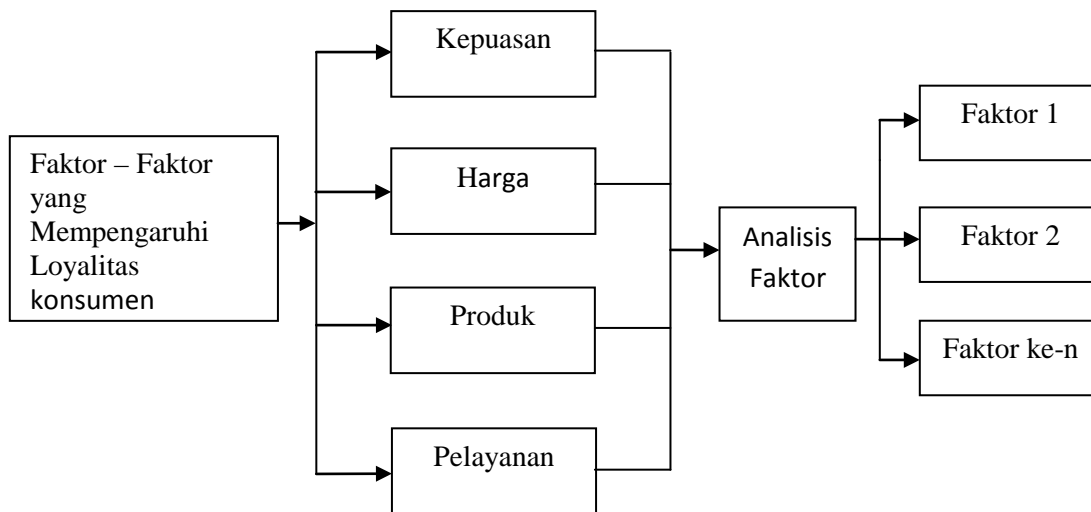 Faktor – Faktor
yang
Mempengaruhi
Loyalitas
konsumen
Kepuasan
Harga
Produk
Pelayanan
Analisis
Faktor
Faktor 1
Faktor 2
Faktor ke-n